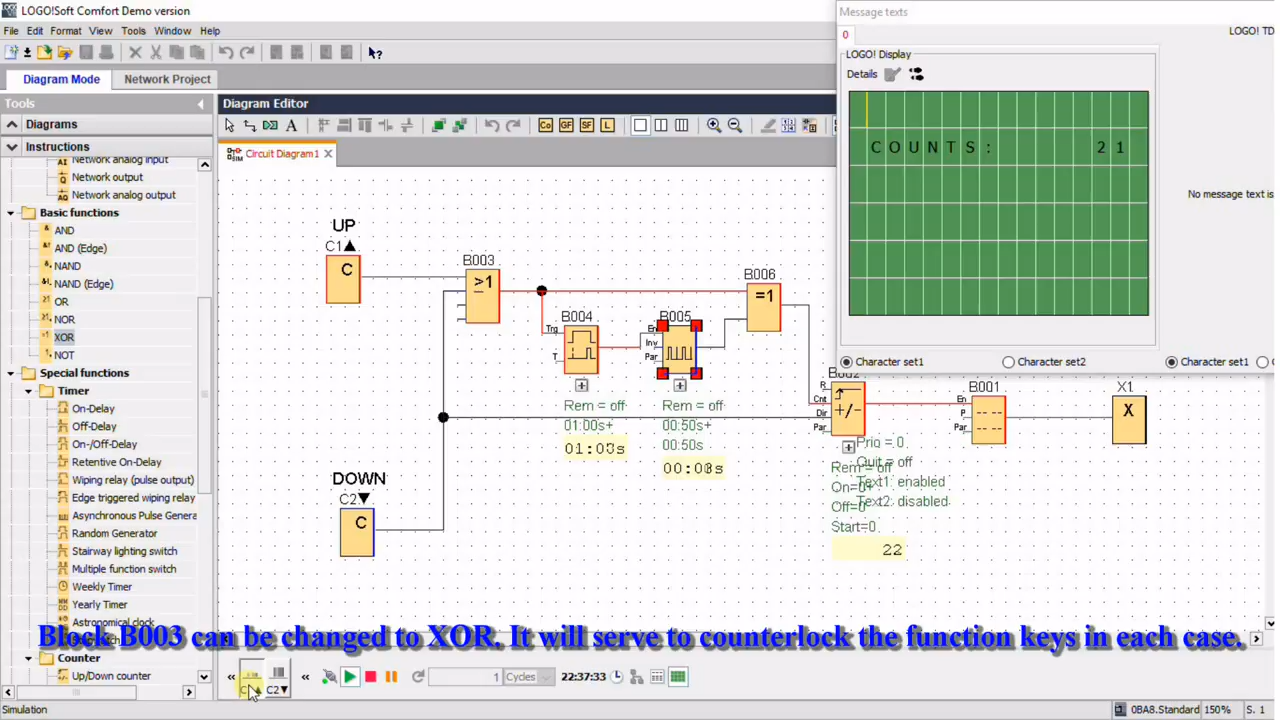 LOGO!Soft Comfort Demo version
File Edit Format View Tools Window Help
Diagram Mode
Network Project
Tools
Diagrams
Instructions
Network analog input
Network output
Network analog output
Basic functions
AND
AND (Edge)
NAND
NAND (Edge)
OR
NOR
XOR
NOT
Special functions
Timer
On-Delay
Off-Delay
On-/Off-Delay
Retentive On-Delay
Wiping relay (pulse output)
Edge triggered wiping relay
Asynchronous Pulse Genera
Random Generator
Stairway lighting switch
Multiple function switch
Weekly Timer
Yearly Timer
Astronomical clock
Counter
Up/Down counter
Diagram Editor
Co GF SF L
Circuit Diagram1
UP
C1▲
C
B003
>1
B004
Trg
T
Rem = off
01:00s+
01:03s
B005
En
Inv
Par
Rem = off
00:50s+
00:50s
00:03s
B006
=1
DOWN
C2▼
C
R
Cnt
Dir
Par
+/-
Rem = off
On=0+
Off=0
Start=0
22
B001
En
P
Par
Prio = 0
Quit = off
Text1: enabled
Text2: disabled
X1
X
Message texts
0
LOGO! TD
LOGO! Display
Details
COUNTS: 21
No message text is
Character set1
Character set2
Character set1
Block B003 can be changed to XOR. It will serve to counterlock the function keys in each case.
« C2▼ «
1 Cycles
22:37:33
Simulation
0BA8.Standard 150% S. 1